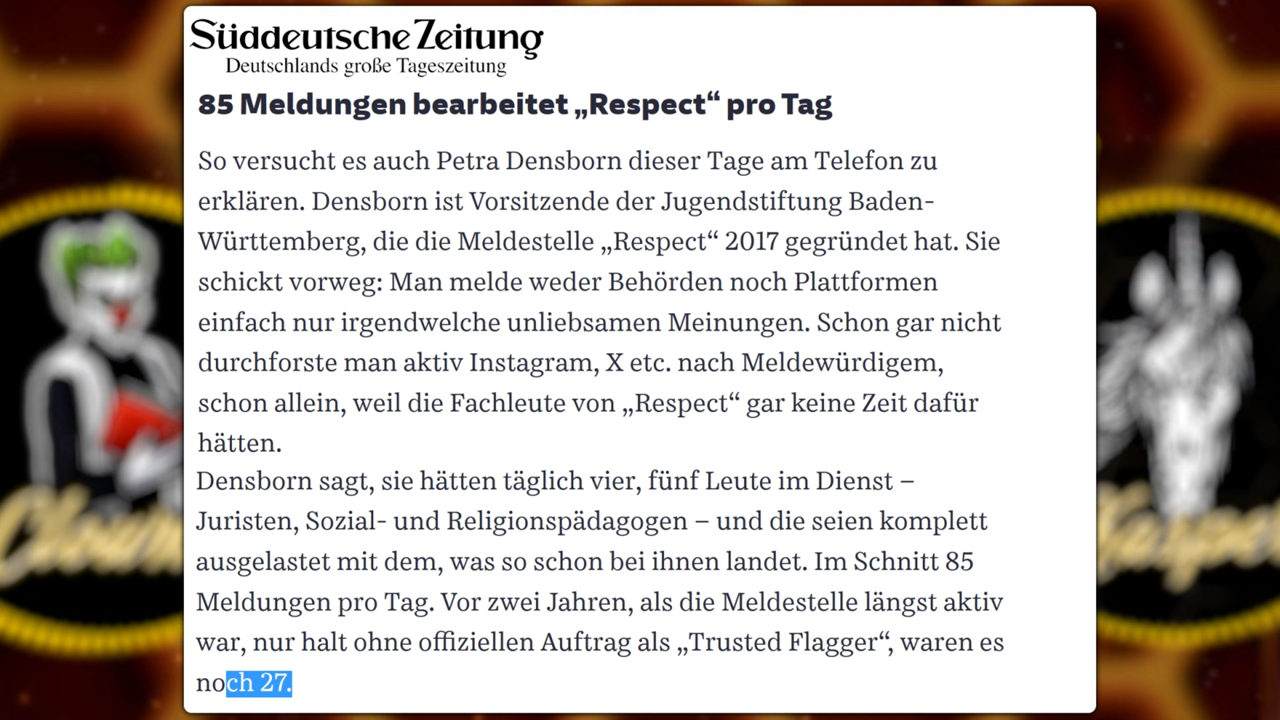 Süddeutsche Zeitung
Deutschlands große Tageszeitung
85 Meldungen bearbeitet „Respect“ pro Tag
So versucht es auch Petra Densborn dieser Tage am Telefon zu
erklären. Densborn ist Vorsitzende der Jugendstiftung Baden-
Württemberg, die die Meldestelle „Respect“ 2017 gegründet hat. Sie
schickt vorweg: Man melde weder Behörden noch Plattformen
einfach nur irgendwelche unliebsamen Meinungen. Schon gar nicht
durchforste man aktiv Instagram, X etc. nach Meldewürdigem,
schon allein, weil die Fachleute von „Respect“ gar keine Zeit dafür
hätten.
Densborn sagt, sie hätten täglich vier, fünf Leute im Dienst –
Juristen, Sozial- und Religionspädagogen – und die seien komplett
ausgelastet mit dem, was so schon bei ihnen landet. Im Schnitt 85
Meldungen pro Tag. Vor zwei Jahren, als die Meldestelle längst aktiv
war, nur halt ohne offiziellen Auftrag als „Trusted Flagger“, waren es
noch 27.